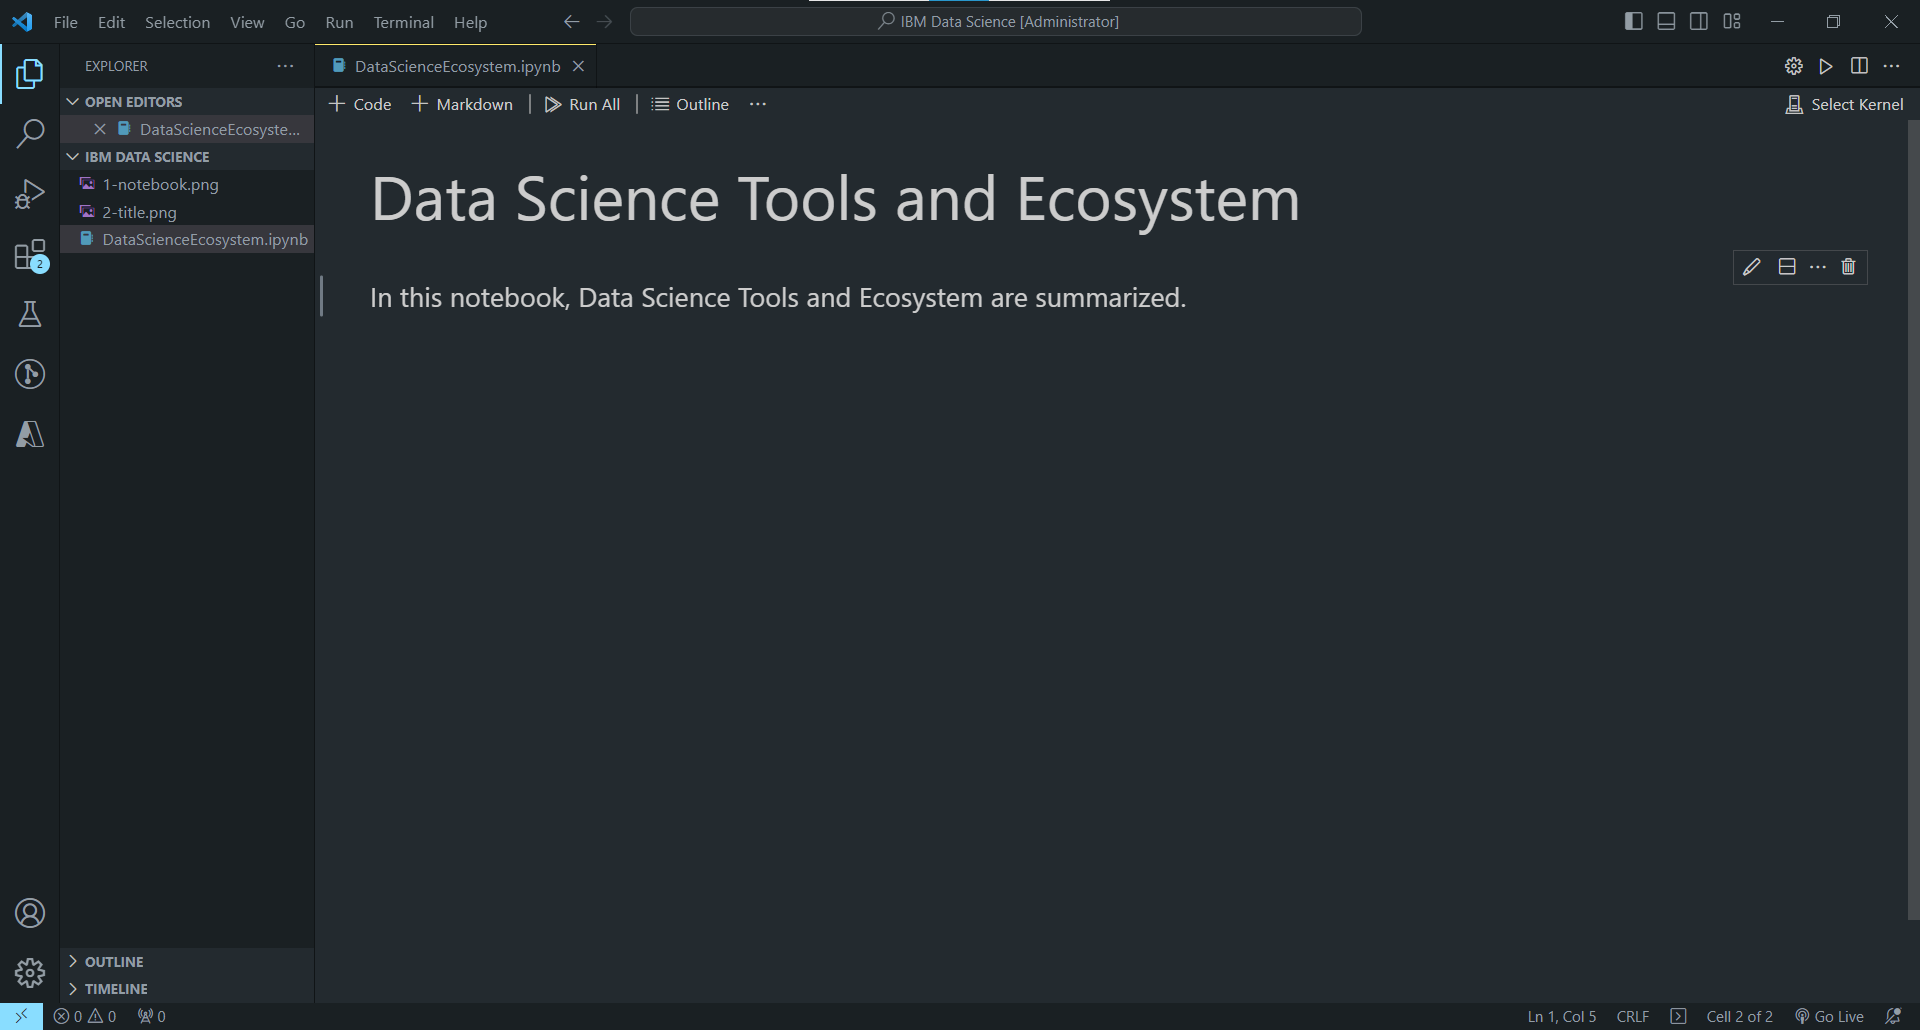 File Edit Selection View Go Run Terminal Help
IBM Data Science [Administrator]
EXPLORER
OPEN EDITORS
DataScienceEcosyste...
IBM DATA SCIENCE
1-notebook.png
2-title.png
DataScienceEcosystem.ipynb
OUTLINE
TIMELINE
2
DataScienceEcosystem.ipynb
Code Markdown Run All Outline ... Select Kernel
Data Science Tools and Ecosystem
In this notebook, Data Science Tools and Ecosystem are summarized.
0 0 0 Ln 1, Col 5 CRLF Cell 2 of 2 Go Live